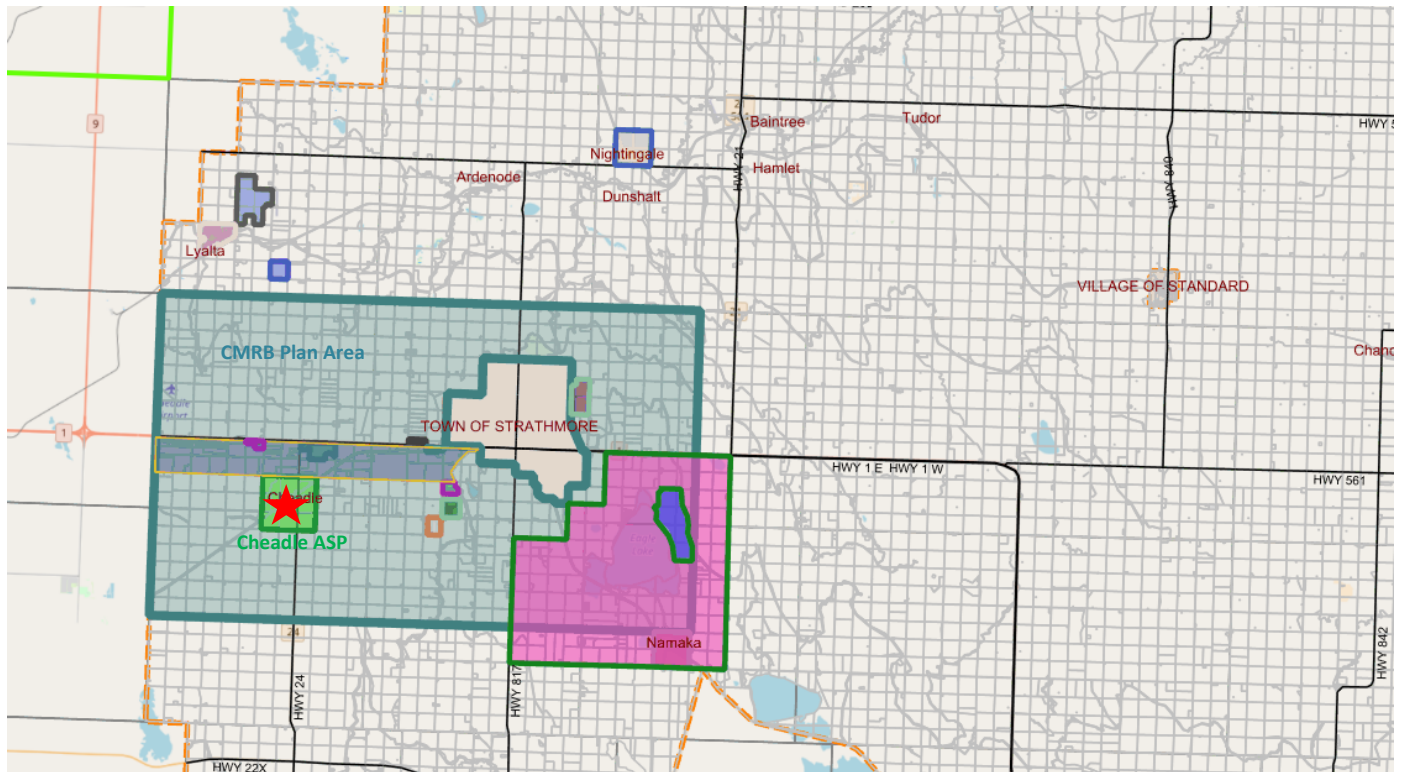 9
Baintree
Tudor
Nightingale
HWY 21
Hamlet
Ardenode
HWY 840
Dunshalt
Lyalta
VILLAGE OF STANDARD
CMRB Plan Area
TOWN OF STRATHMORE
1
HWY 1 E HWY 1 W
HWY 561
Cheadle
Cheadle ASP
24
Namaka
HWY 24
HWY 817
HWY 842
HWY 22X